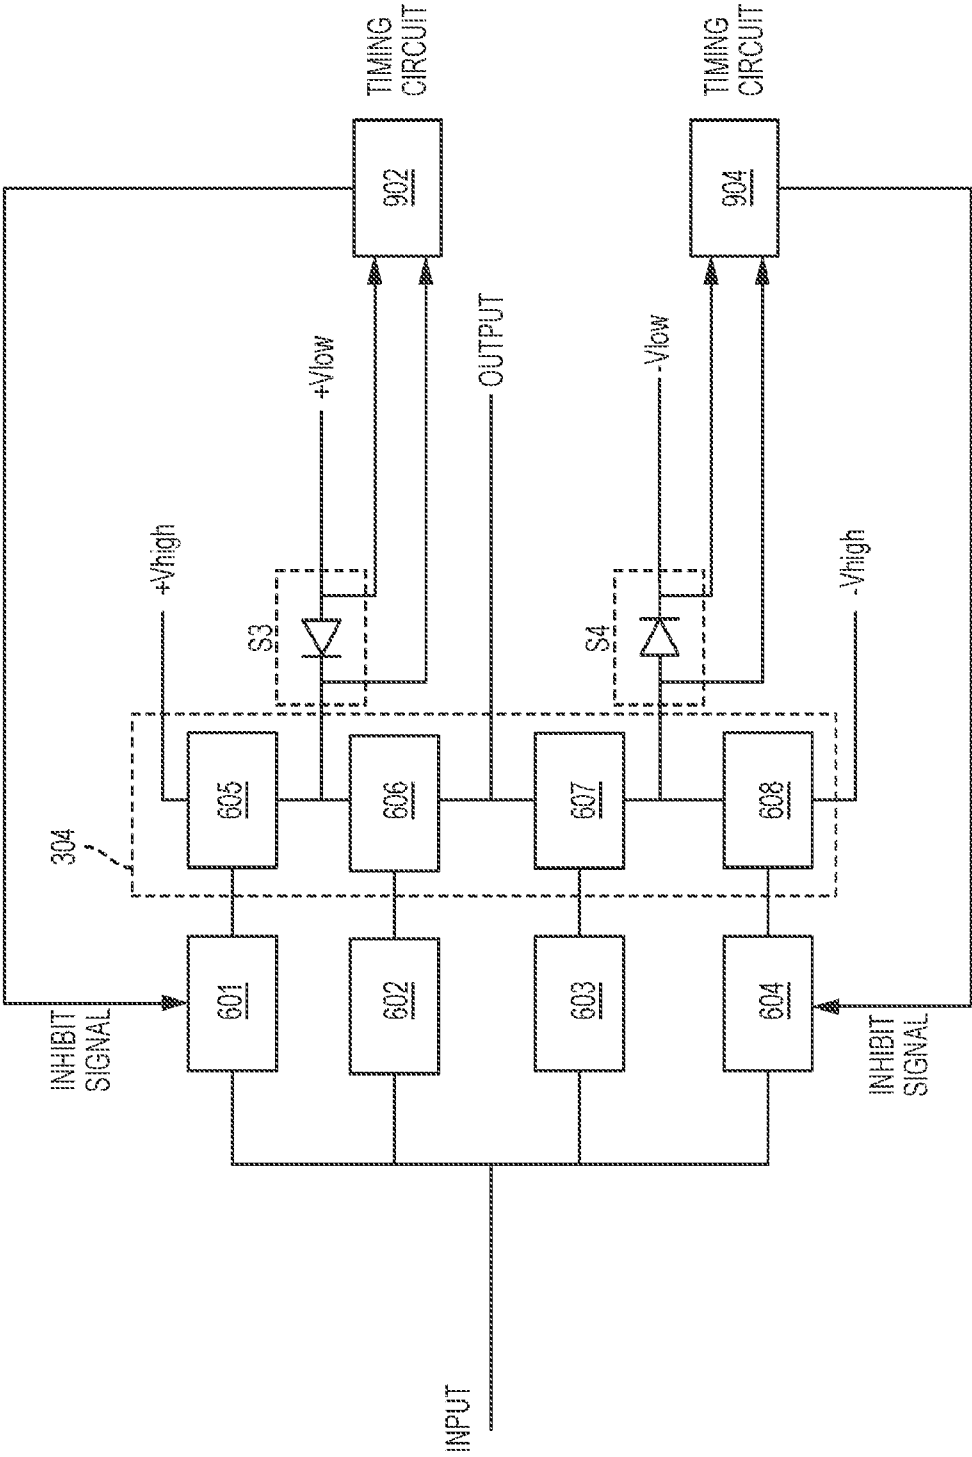 TIMING
CIRCUIT
902
TIMING
CIRCUIT
904
+Vhigh
+Vlow
OUTPUT
-Vlow
-Vhigh
S3
S4
304
605
606
607
608
601
602
603
604
INHIBIT
SIGNAL
INHIBIT
SIGNAL
INPUT